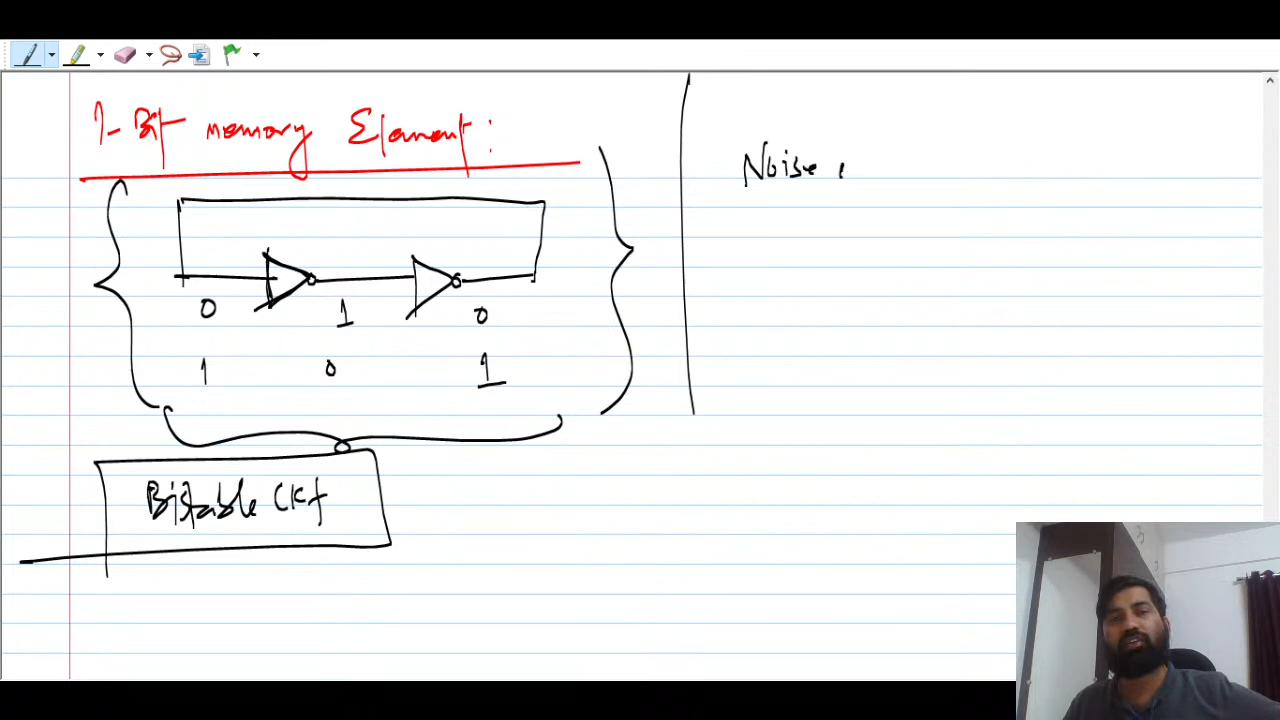 1-Bit memory Element:
0 1 0
1 0 1
Bistable CKt
Noise